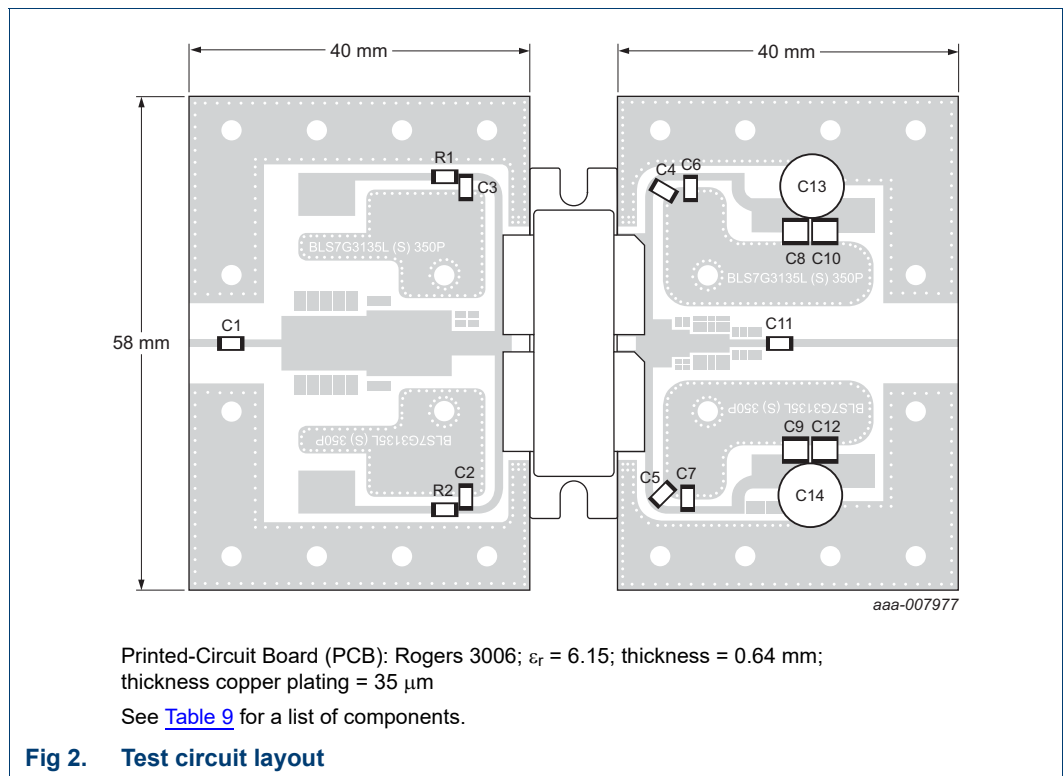 40 mm
40 mm
58 mm
R1
C3
C4
C6
C13
C8
C10
BLS7G3135L (S) 350P
BLS7G3135L (S) 350P
C1
C11
BLS7G3135L (S) 350P
BLS7G3135L (S) 350P
C9
C12
C2
R2
C5
C7
C14
aaa-007977
Printed-Circuit Board (PCB): Rogers 3006; εr = 6.15; thickness = 0.64 mm;
thickness copper plating = 35 μm
See Table 9 for a list of components.
Fig 2. Test circuit layout